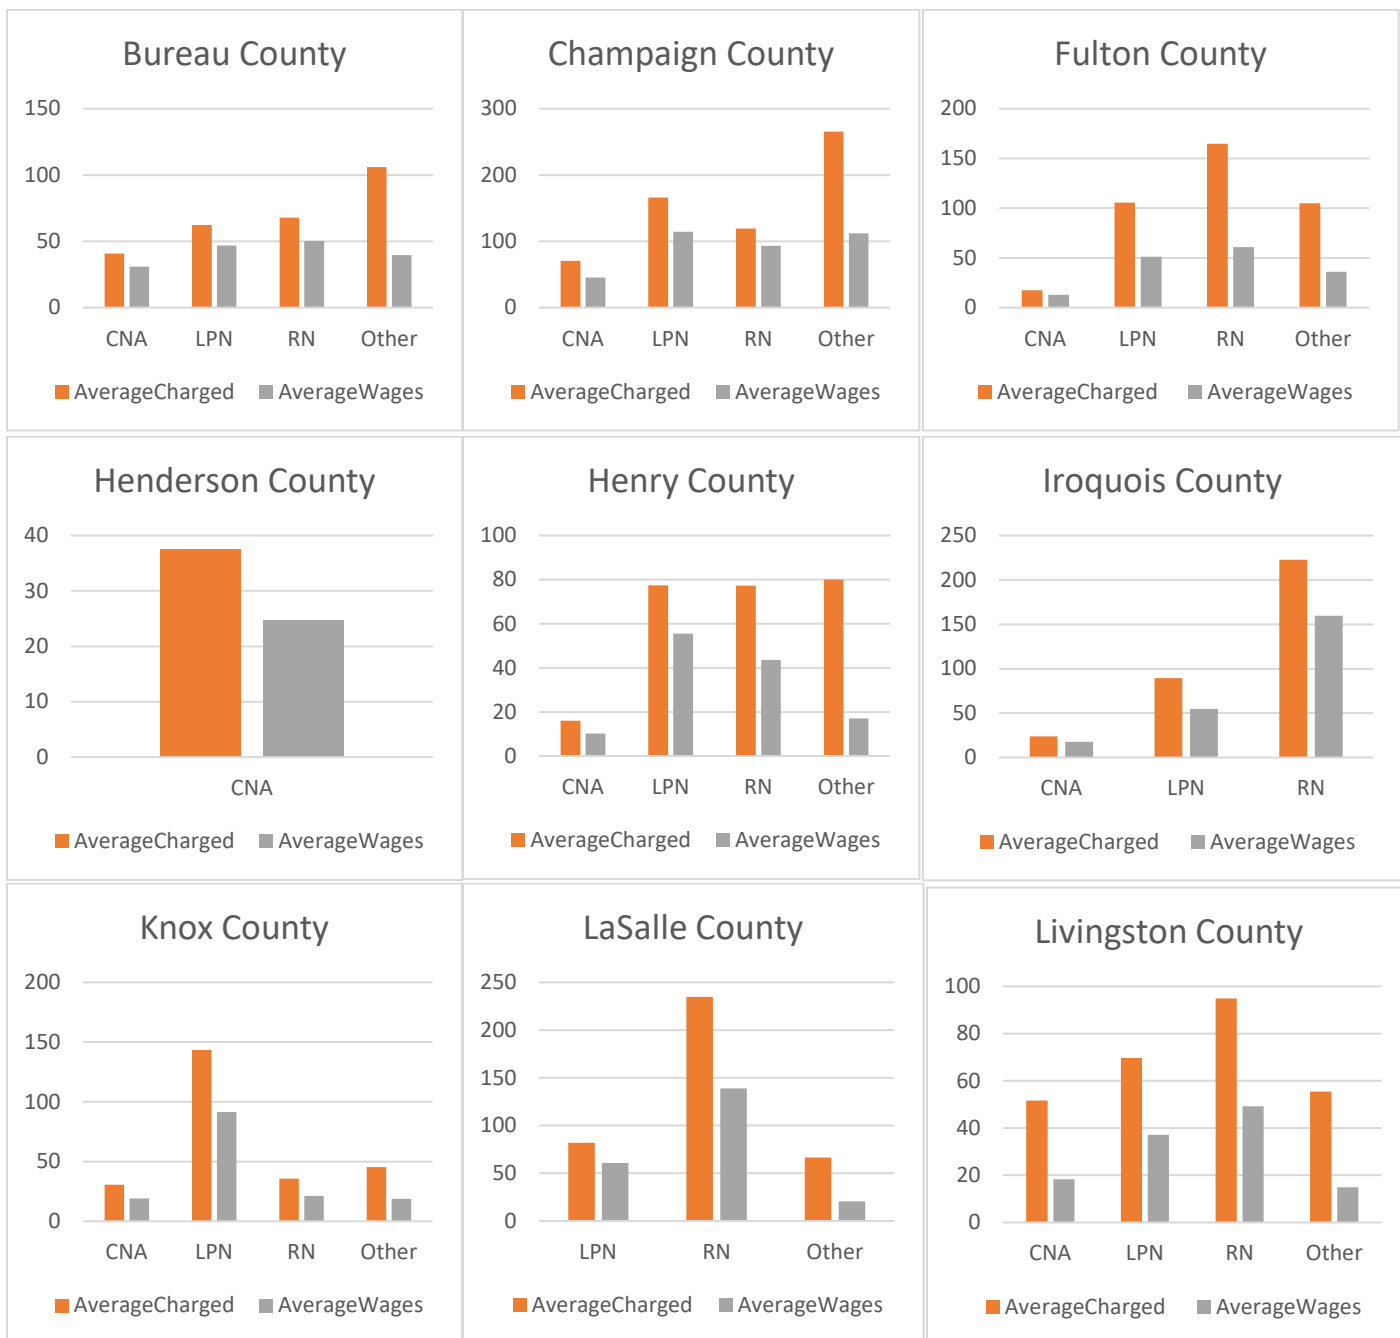 Bureau County
150
100
50
0
CNA LPN RN Other
AverageCharged AverageWages
Champaign County
300
200
100
0
CNA LPN RN Other
AverageCharged AverageWages
Fulton County
200
150
100
50
0
CNA LPN RN Other
AverageCharged AverageWages
Henderson County
40
30
20
10
0
CNA
AverageCharged AverageWages
Henry County
100
80
60
40
20
0
CNA LPN RN Other
AverageCharged AverageWages
Iroquois County
250
200
150
100
50
0
CNA LPN RN
AverageCharged AverageWages
Knox County
200
150
100
50
0
CNA LPN RN Other
AverageCharged AverageWages
LaSalle County
250
200
150
100
50
0
LPN RN Other
AverageCharged AverageWages
Livingston County
100
80
60
40
20
0
CNA LPN RN Other
AverageCharged AverageWages